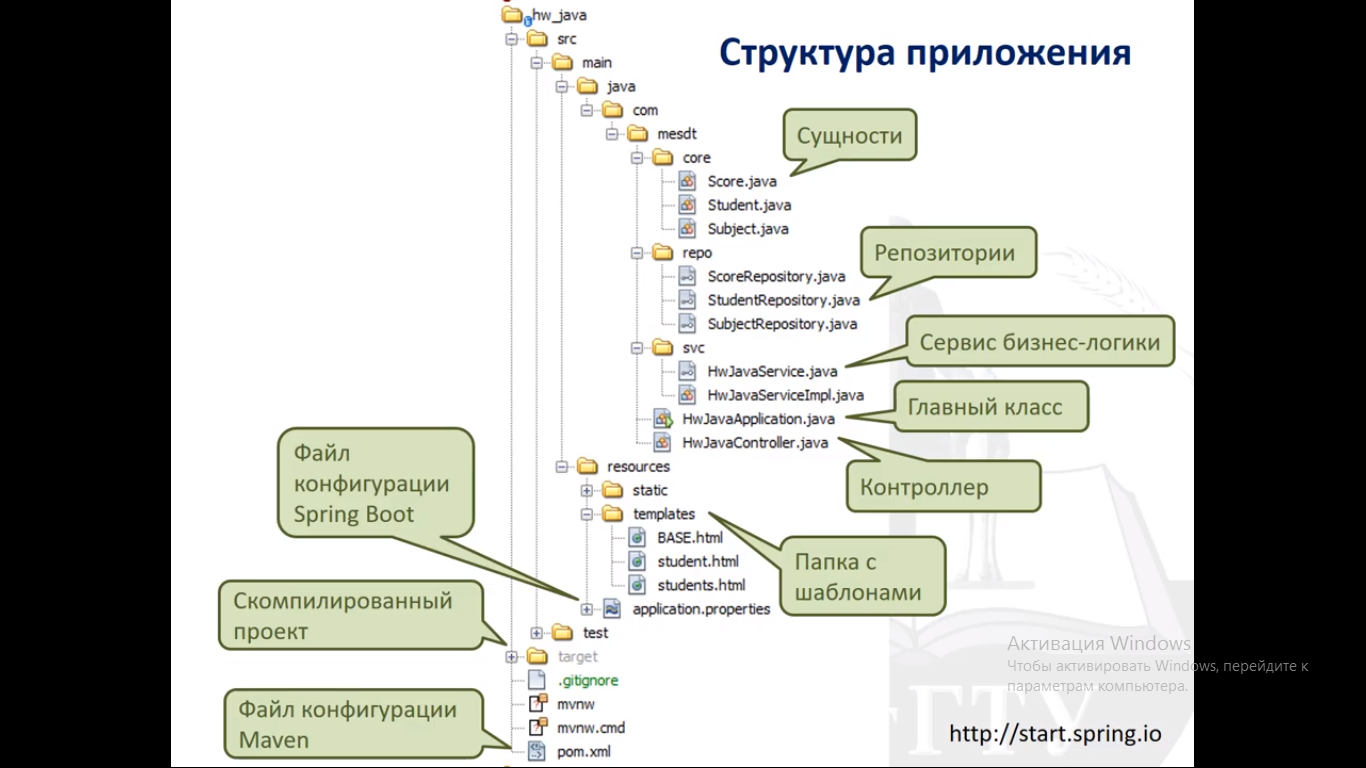 hw_java
src
Структура приложения
main
java
com
mesdt
Сущности
core
Score.java
Student.java
Subject.java
Репозитории
repo
ScoreRepository.java
StudentRepository.java
SubjectRepository.java
Сервис бизнес-логики
svc
HwJavaService.java
HwJavaServiceImpl.java
Главный класс
HwJavaApplication.java
HwJavaController.java
Контроллер
Файл
конфигурации
Spring Boot
resources
static
templates
BASE.html
student.html
students.html
Папка с
шаблонами
application.properties
Скомпилированный
проект
test
target
.gitignore
mvnw
mvnw.cmd
pom.xml
Файл конфигурации
Maven
Активация Windows
Чтобы активировать Windows, перейдите к
параметрам компьютера.
ГТУ
http://start.spring.io